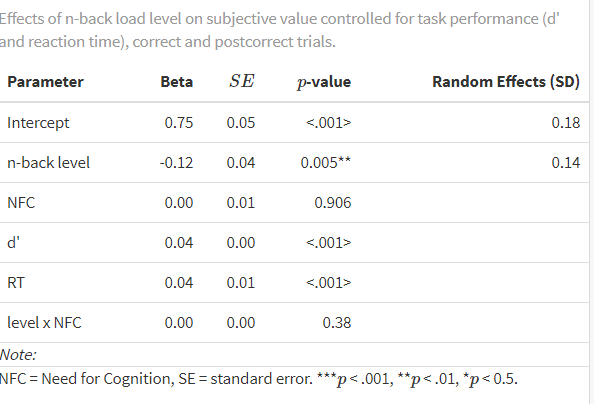 Effects of n-back load level on subjective value controlled for task performance (d'
and reaction time), correct and postcorrect trials.
Parameter Beta SE p-value Random Effects (SD)
Intercept 0.75 0.05 <.001> 0.18
n-back level -0.12 0.04 0.005** 0.14
NFC 0.00 0.01 0.906
d' 0.04 0.00 <.001>
RT 0.04 0.01 <.001>
level x NFC 0.00 0.00 0.38
Note:
NFC = Need for Cognition, SE = standard error. ***p < .001, **p < .01, *p < 0.5.